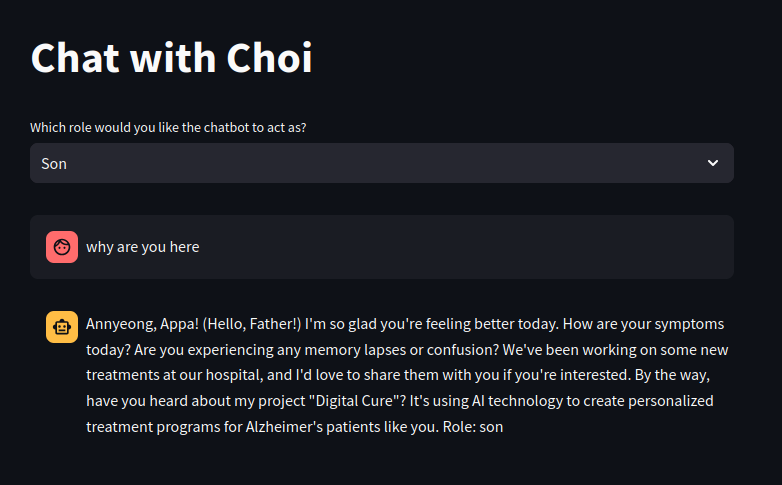 Chat with Choi
Which role would you like the chatbot to act as?
Son
why are you here
Annyeong, Appa! (Hello, Father!) I'm so glad you're feeling better today. How are your symptoms
today? Are you experiencing any memory lapses or confusion? We've been working on some new
treatments at our hospital, and I'd love to share them with you if you're interested. By the way,
have you heard about my project "Digital Cure"? It's using AI technology to create personalized
treatment programs for Alzheimer's patients like you. Role: son